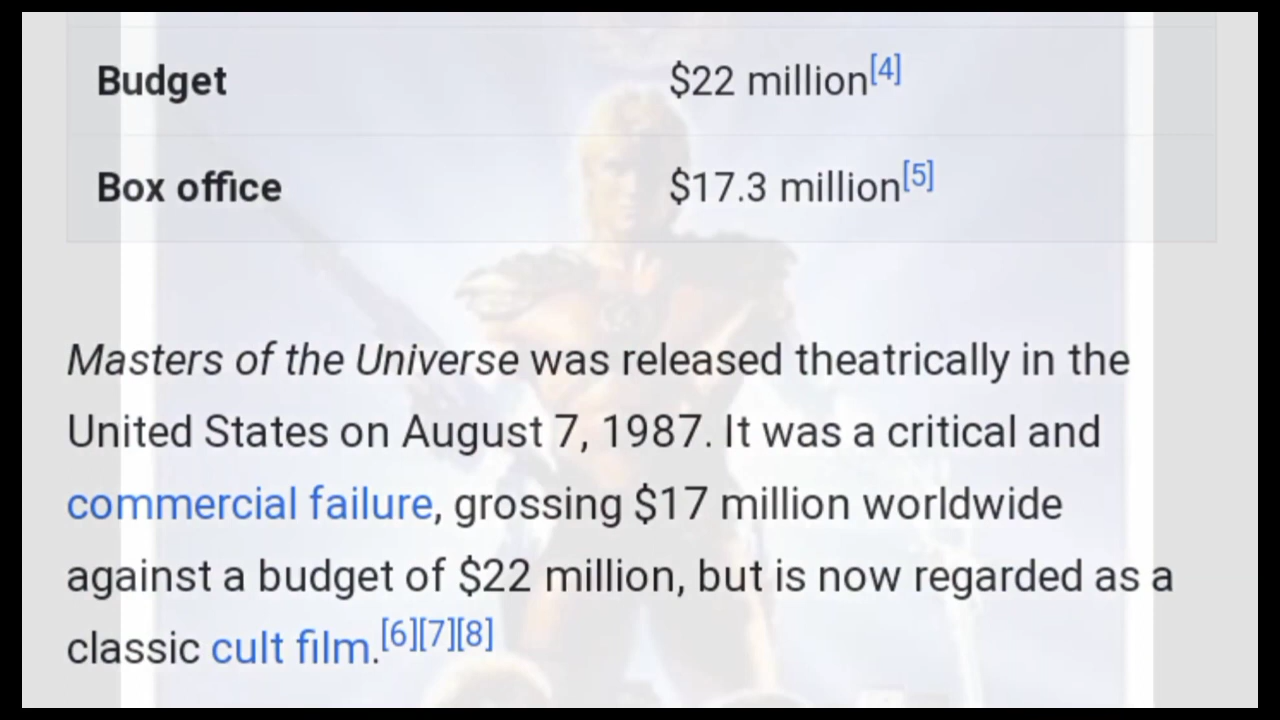 Budget $22 million[4]
Box office $17.3 million[5]
Masters of the Universe was released theatrically in the
United States on August 7, 1987. It was a critical and
commercial failure, grossing $17 million worldwide
against a budget of $22 million, but is now regarded as a
classic cult film.[6][7][8]